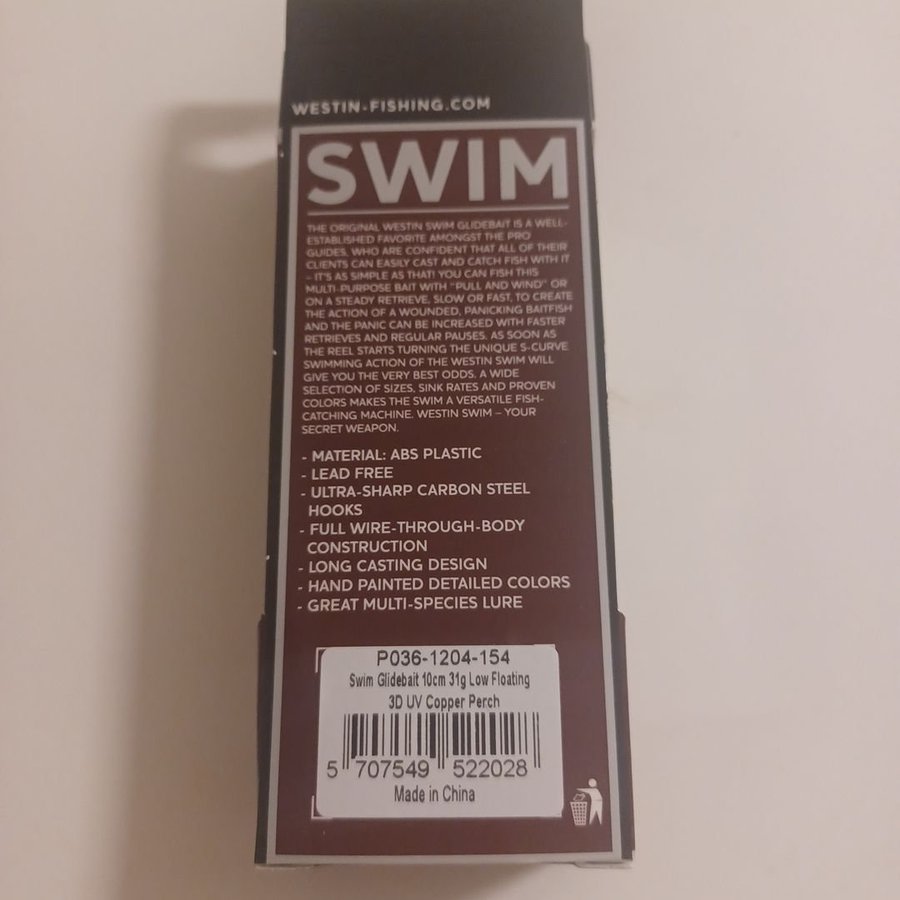 WESTIN-FISHING.COM
SWIM
THE ORIGINAL WESTIN SWIM GLIDEBAIT IS A WELL-
ESTABLISHED FAVORITE AMONGST THE PRO
GUIDES, WHO ARE CONFIDENT THAT ALL OF THEIR
CLIENTS CAN EASILY CAST AND CATCH FISH WITH IT
– IT'S AS SIMPLE AS THAT! YOU CAN FISH THIS
MULTI-PURPOSE BAIT WITH "PULL AND WIND" OR
ON A STEADY RETRIEVE, SLOW OR FAST, TO CREATE
THE ACTION OF A WOUNDED, PANICKING BAITFISH
AND THE PANIC CAN BE INCREASED WITH FASTER
RETRIEVES AND REGULAR PAUSES. AS SOON AS
THE REEL STARTS TURNING THE UNIQUE S-CURVE
SWIMMING ACTION OF THE WESTIN SWIM WILL
GIVE YOU THE VERY BEST ODDS. A WIDE
SELECTION OF SIZES, SINK RATES AND PROVEN
COLORS MAKES THE SWIM A VERSATILE FISH-
CATCHING MACHINE. WESTIN SWIM – YOUR
SECRET WEAPON.
- MATERIAL: ABS PLASTIC
- LEAD FREE
- ULTRA-SHARP CARBON STEEL
HOOKS
- FULL WIRE-THROUGH-BODY
CONSTRUCTION
- LONG CASTING DESIGN
- HAND PAINTED DETAILED COLORS
- GREAT MULTI-SPECIES LURE
P036-1204-154
Swim Glidebait 10cm 31g Low Floating
3D UV Copper Perch
5 707549 522028
Made in China